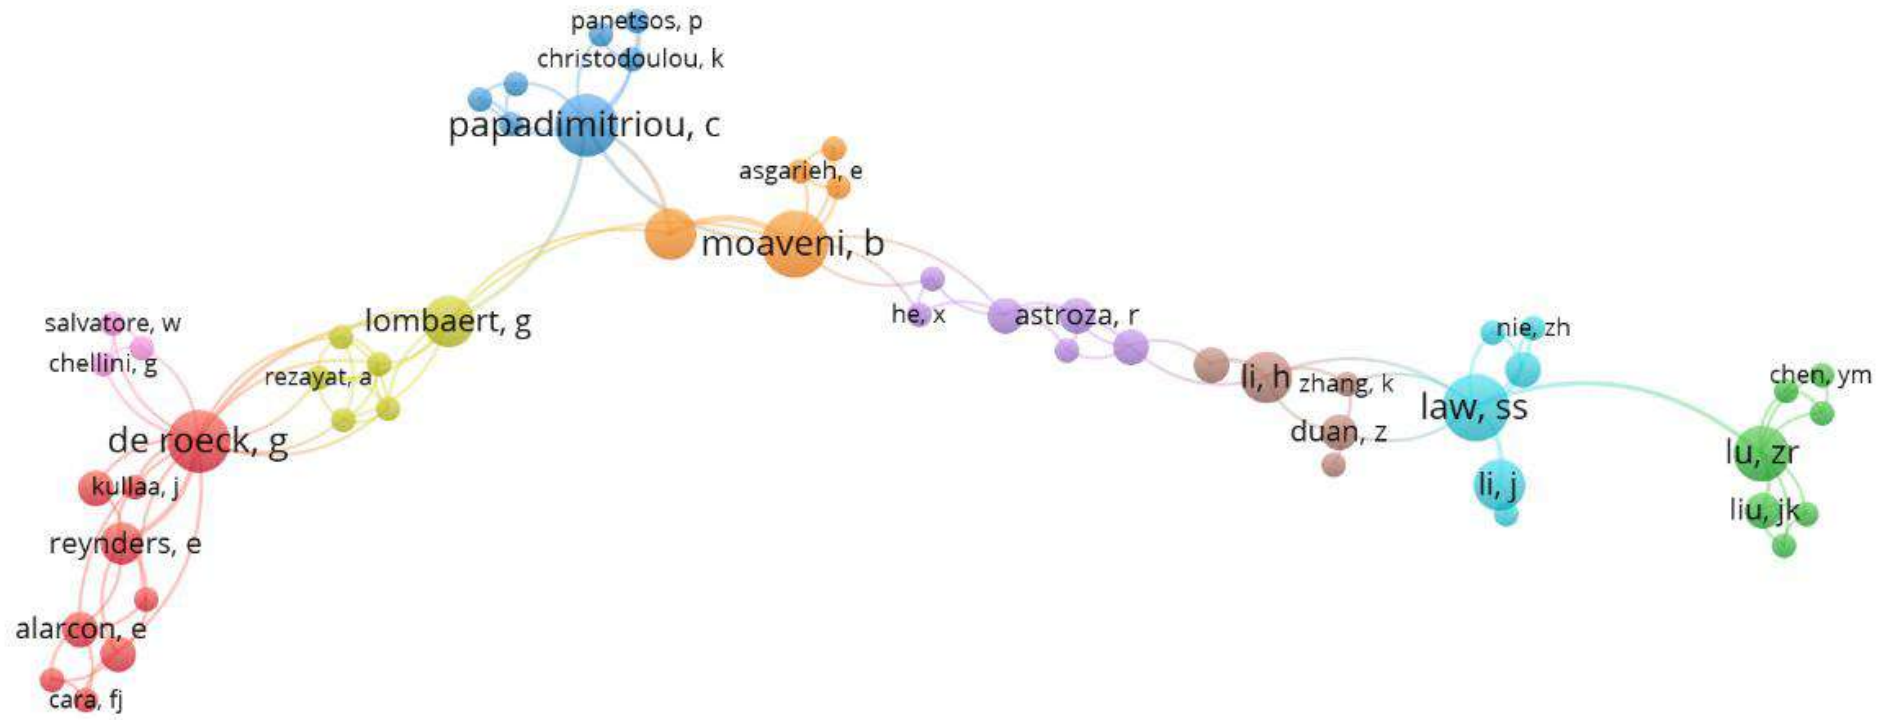 panetsos, p
christodoulou, k
papadimitriou, c
asgarieh, e
moaveni, b
he, x
astroza, r
salvatore, w
lombaert, g
chellini, g
rezayat, a
nie, zh
li, h
zhang, k
chen, ym
law, ss
duan, z
de roeck, g
lu, zr
kullaa, j
li, j
liu, jk
reynders, e
alarcon, e
cara, fj